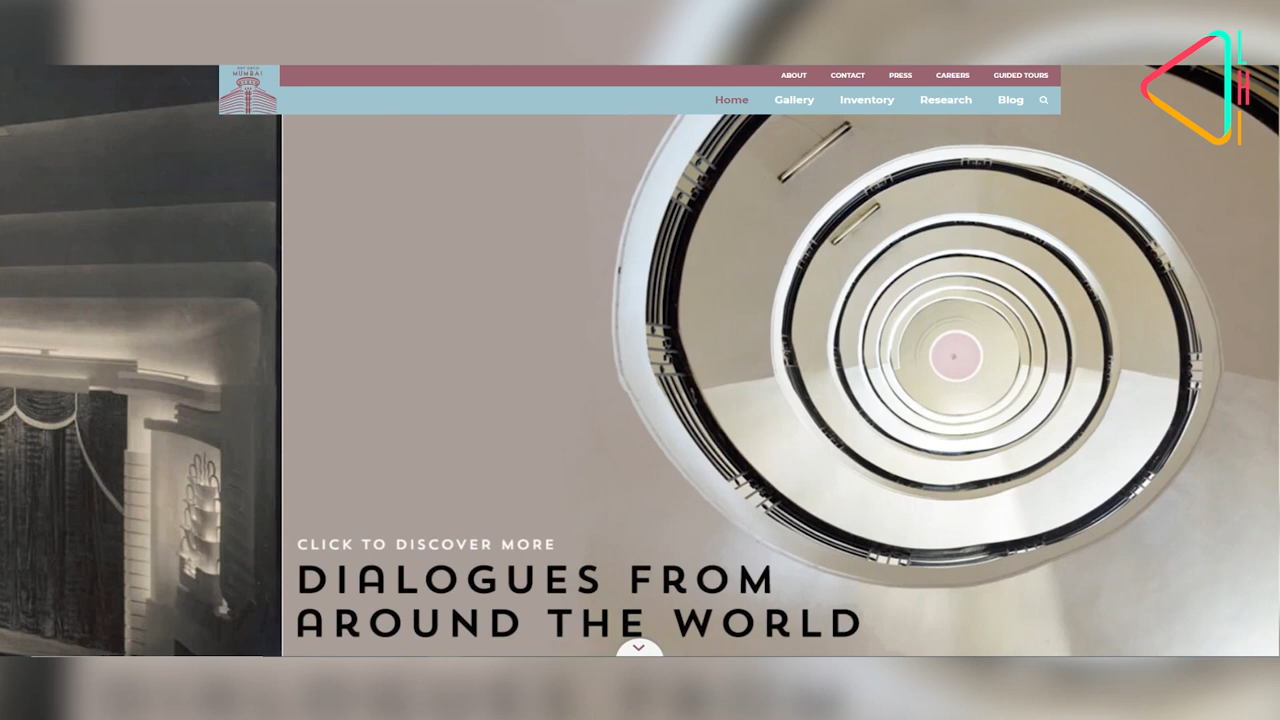 ART DECO
MUMBAI
ABOUT CONTACT PRESS CAREERS GUIDED TOURS
Home Gallery Inventory Research Blog
CLICK TO DISCOVER MORE
DIALOGUES FROM
AROUND THE WORLD
LHI